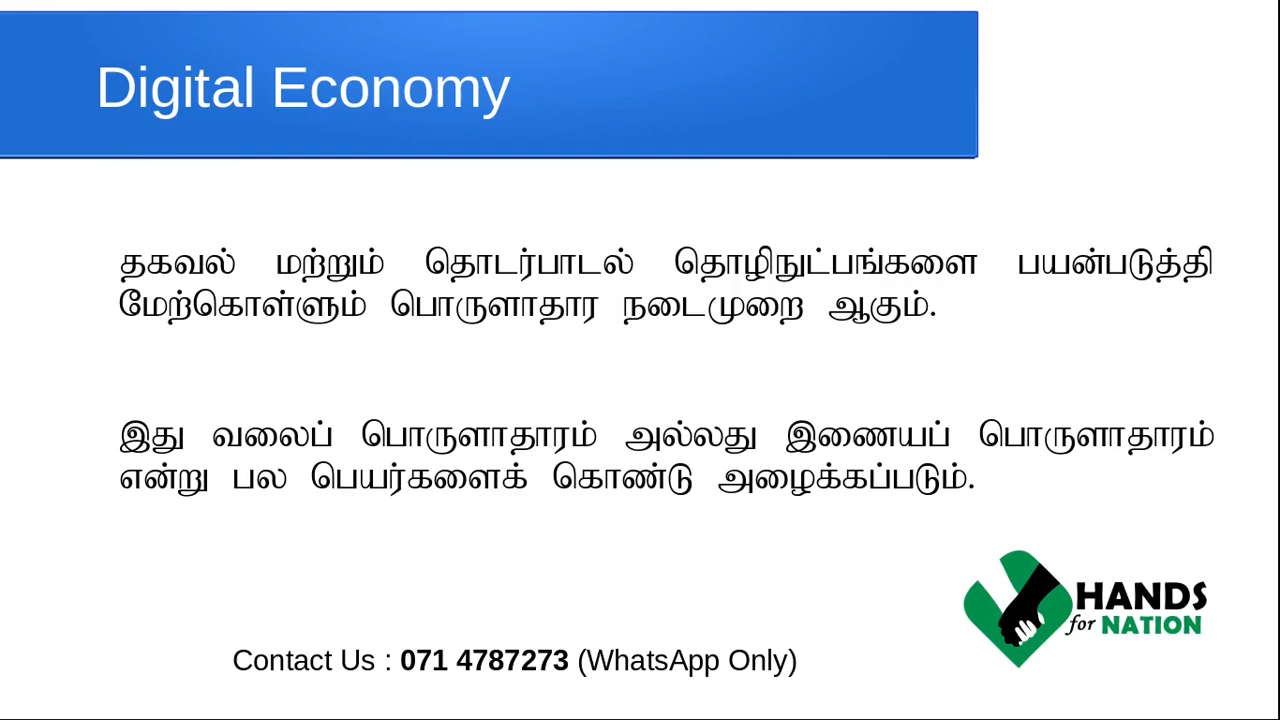 Digital Economy
தகவல் மற்றும் தொடர்பாடல் தொழிநுட்பங்களை பயன்படுத்தி
மேற்கொள்ளும் பொருளாதார நடைமுறை ஆகும்.
இது வலைப் பொருளாதாரம் அல்லது இணையப் பொருளாதாரம்
என்று பல பெயர்களைக் கொண்டு அழைக்கப்படும்.
HANDS
for NATION
Contact Us : 071 4787273 (WhatsApp Only)